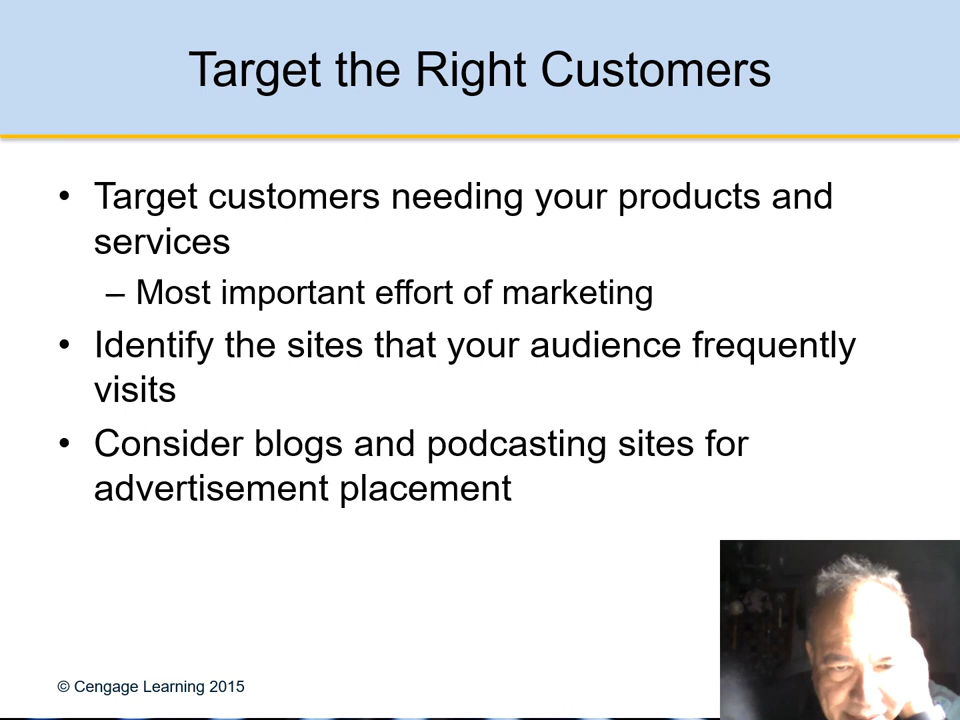 Target the Right Customers
• Target customers needing your products and
services
– Most important effort of marketing
• Identify the sites that your audience frequently
visits
• Consider blogs and podcasting sites for
advertisement placement
© Cengage Learning 2015